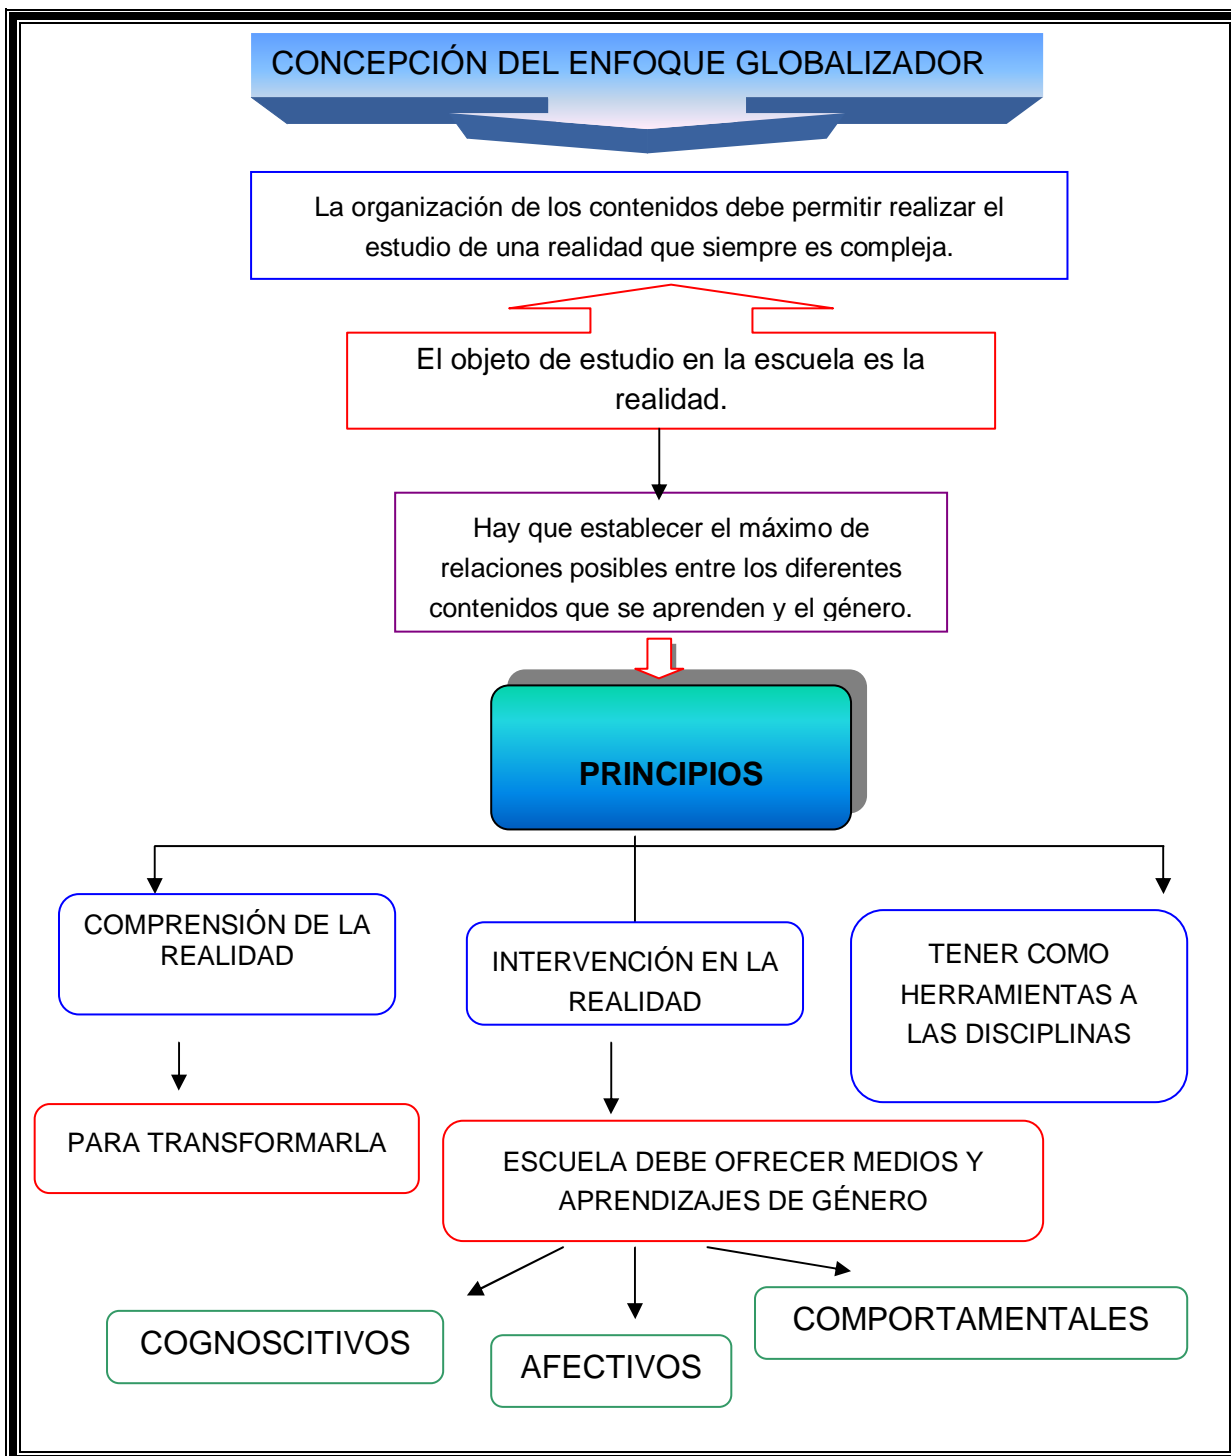 CONCEPCIÓN DEL ENFOQUE GLOBALIZADOR
La organización de los contenidos debe permitir realizar el
estudio de una realidad que siempre es compleja.
El objeto de estudio en la escuela es la
realidad.
Hay que establecer el máximo de
relaciones posibles entre los diferentes
contenidos que se aprenden y el género.
PRINCIPIOS
COMPRENSIÓN DE LA
REALIDAD
INTERVENCIÓN EN LA
REALIDAD
TENER COMO
HERRAMIENTAS A
LAS DISCIPLINAS
PARA TRANSFORMARLA
ESCUELA DEBE OFRECER MEDIOS Y
APRENDIZAJES DE GÉNERO
COGNOSCITIVOS
AFECTIVOS
COMPORTAMENTALES